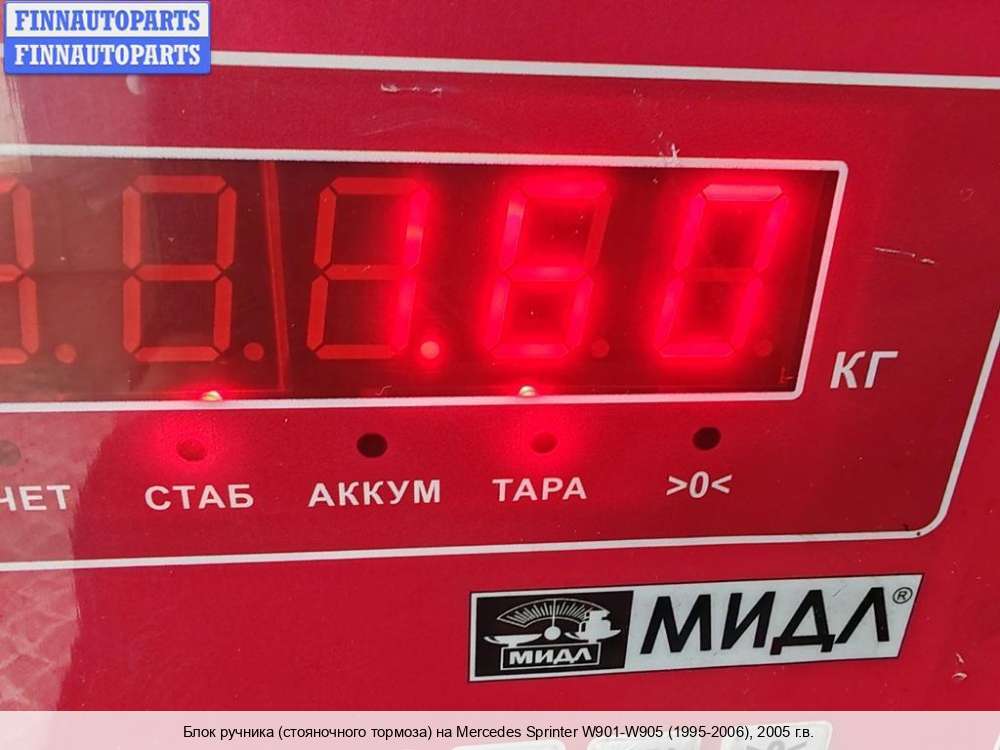 FINNAUTOPARTS
FINNAUTOPARTS
1.60
КГ
ЧЕТ СТАБ АККУМ ТАРА >0<
МИДЛ МИДЛ®
Блок ручника (стояночного тормоза) на Mercedes Sprinter W901-W905 (1995-2006), 2005 г.в.